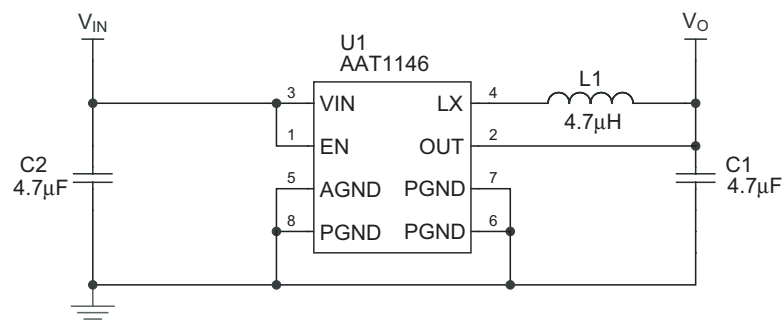 VIN
VO
U1
AAT1146
L1
4.7μH
3
VIN
LX
4
1
EN
OUT
2
C2
4.7μF
5
AGND
PGND
7
C1
4.7μF
8
PGND
PGND
6